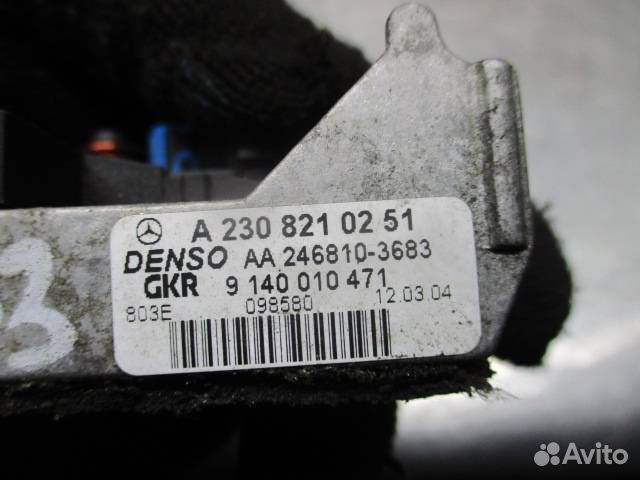 A 230 821 02 51
DENSO AA 246810-3683
GKR 9 140 010 471
803E 098580 12.03.04
3
Avito